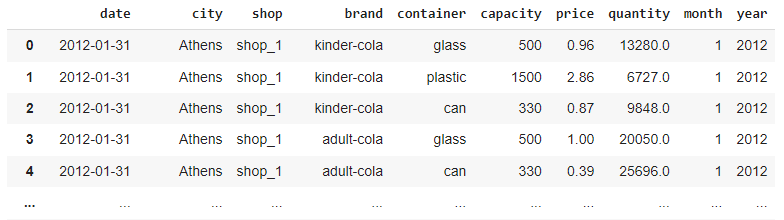 date city shop brand container capacity price quantity month year
0 2012-01-31 Athens shop_1 kinder-cola glass 500 0.96 13280.0 1 2012
1 2012-01-31 Athens shop_1 kinder-cola plastic 1500 2.86 6727.0 1 2012
2 2012-01-31 Athens shop_1 kinder-cola can 330 0.87 9848.0 1 2012
3 2012-01-31 Athens shop_1 adult-cola glass 500 1.00 20050.0 1 2012
4 2012-01-31 Athens shop_1 adult-cola can 330 0.39 25696.0 1 2012
... ... ... ... ... ... ... ... ... ... ...